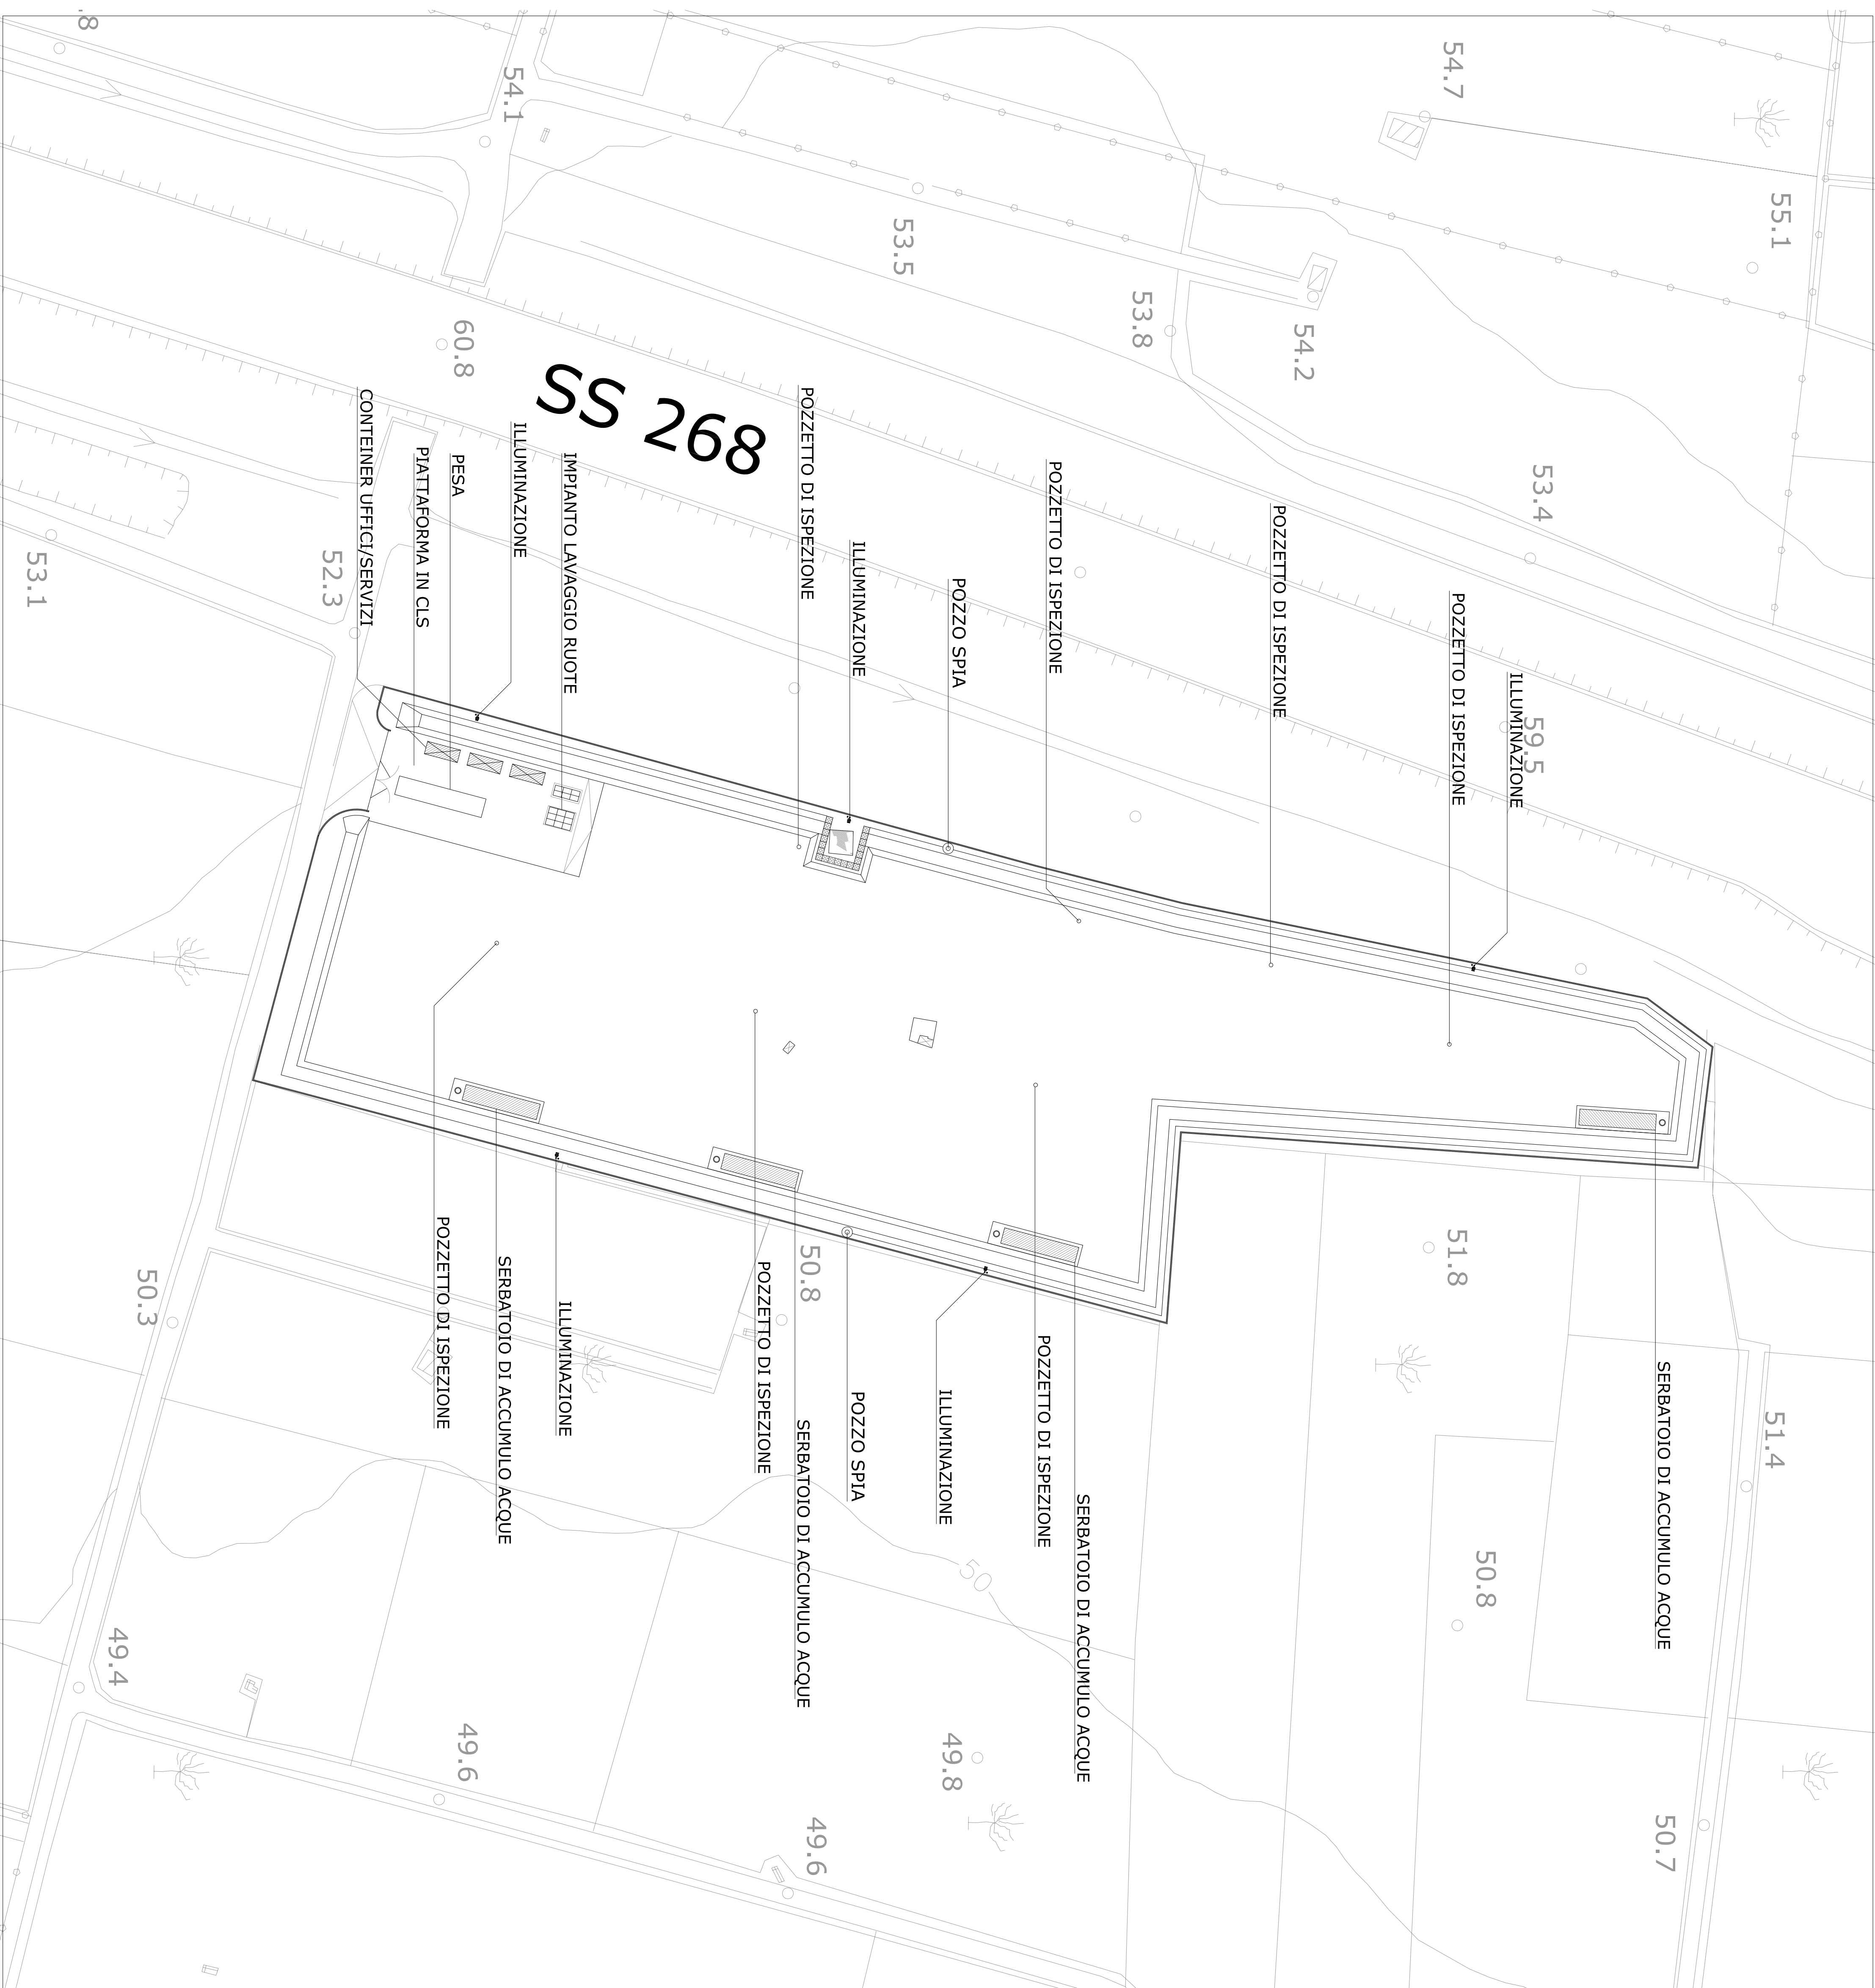 .8
54.1
54.7
55.1
53.5
53.8
54.2
60.8
SS 268
53.4
59.5
53.1
52.3
CONTEINER UFFICI/SERVIZI
PIATTAFORMA IN CLS
PESA
ILLUMINAZIONE
IMPIANTO LAVAGGIO RUOTE
POZZETTO DI ISPEZIONE
ILLUMINAZIONE
POZZO SPIA
POZZETTO DI ISPEZIONE
POZZETTO DI ISPEZIONE
POZZETTO DI ISPEZIONE
ILLUMINAZIONE
POZZETTO DI ISPEZIONE
SERBATOIO DI ACCUMULO ACQUE
ILLUMINAZIONE
POZZETTO DI ISPEZIONE
SERBATOIO DI ACCUMULO ACQUE
POZZO SPIA
ILLUMINAZIONE
POZZETTO DI ISPEZIONE
SERBATOIO DI ACCUMULO ACQUE
SERBATOIO DI ACCUMULO ACQUE
50.3
50.8
51.8
51.4
50
50.8
49.4
49.6
49.8
49.6
50.7